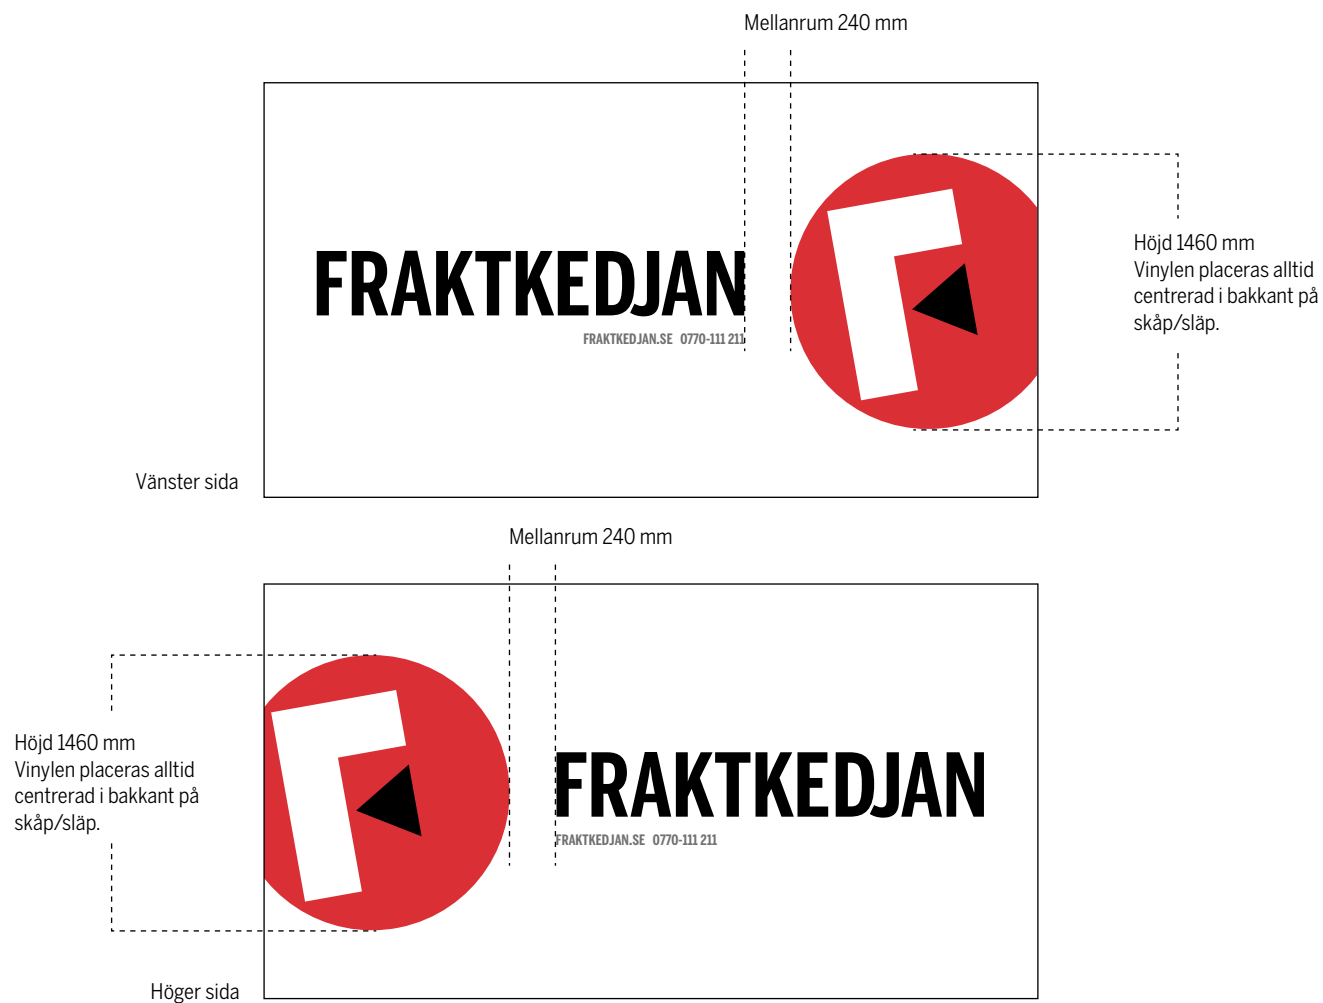 Mellanrum 240 mm
FRAKTKEDJAN
FRAKTKEDJAN.SE 0770-111 211
Höjd 1460 mm
Vinylen placeras alltid
centrerad i bakkant på
skåp/släp.
Vänster sida
Mellanrum 240 mm
Höjd 1460 mm
Vinylen placeras alltid
centrerad i bakkant på
skåp/släp.
FRAKTKEDJAN
FRAKTKEDJAN.SE 0770-111 211
Höger sida